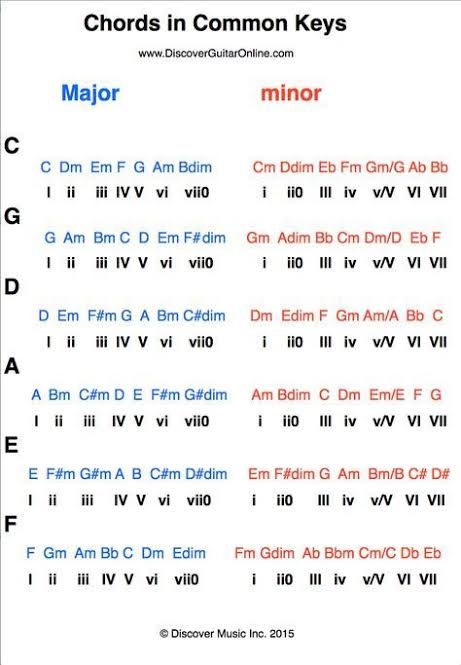 Chords in Common Keys
www.DiscoverGuitarOnline.com
Major minor
C
C Dm Em F G Am Bdim Cm Ddim Eb Fm Gm/G Ab Bb
I ii iii IV V vi vii0 i ii0 III iv v/V VI VII
G
G Am Bm C D Em F#dim Gm Adim Bb Cm Dm/D Eb F
I ii iii IV V vi vii0 i ii0 III iv v/V VI VII
D
D Em F#m G A Bm C#dim Dm Edim F Gm Am/A Bb C
I ii iii IV V vi vii0 i ii0 III iv v/V VI VII
A
A Bm C#m D E F#m G#dim Am Bdim C Dm Em/E F G
I ii iii IV V vi vii0 i ii0 III iv v/V VI VII
E
E F#m G#m A B C#m D#dim Em F#dim G Am Bm/B C# D#
I ii iii IV V vi vii0 i ii0 III iv v/V VI VII
F
F Gm Am Bb C Dm Edim Fm Gdim Ab Bbm Cm/C Db Eb
I ii iii IV V vi vii0 i ii0 III iv v/V VI VII
© Discover Music Inc. 2015